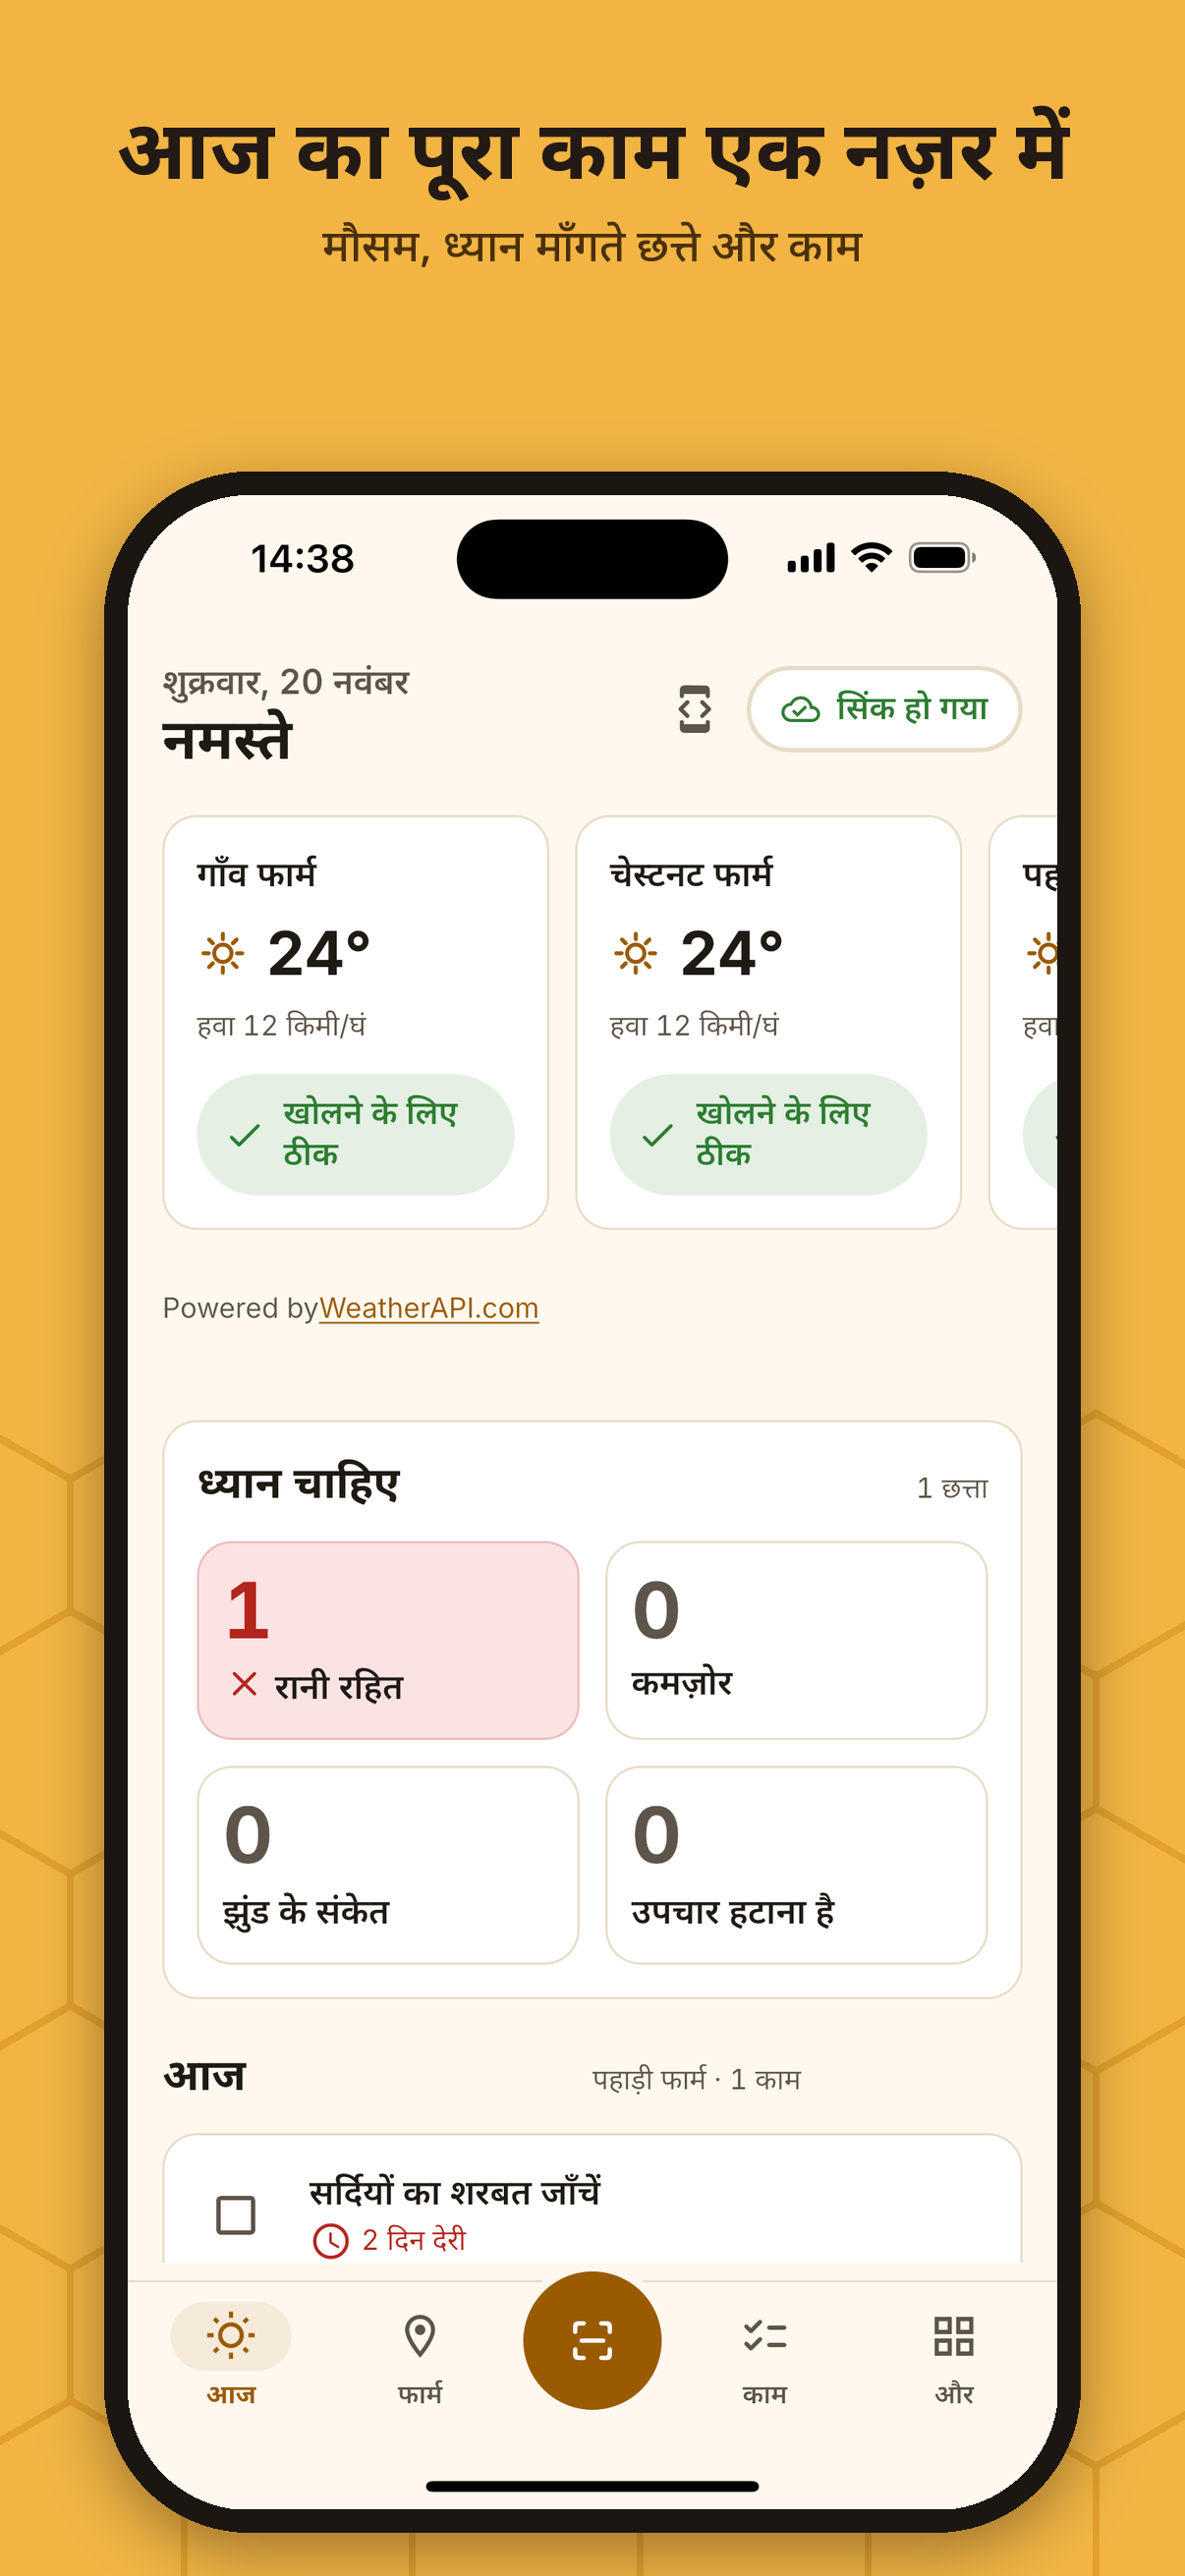 आज का पूरा काम एक नज़र में
मौसम, ध्यान माँगते छत्ते और काम
14:38
शुक्रवार, 20 नवंबर
नमस्ते
सिंक हो गया
गाँव फार्म
24°
हवा 12 किमी/घं
खोलने के लिए
ठीक
चेस्टनट फार्म
24°
हवा 12 किमी/घं
खोलने के लिए
ठीक
Powered by WeatherAPI.com
ध्यान चाहिए
1 छत्ता
1
रानी रहित
0
कमज़ोर
0
झुंड के संकेत
0
उपचार हटाना है
आज
पहाड़ी फार्म · 1 काम
सर्दियों का शरबत जाँचें
2 दिन देरी
आज
फार्म
काम
और